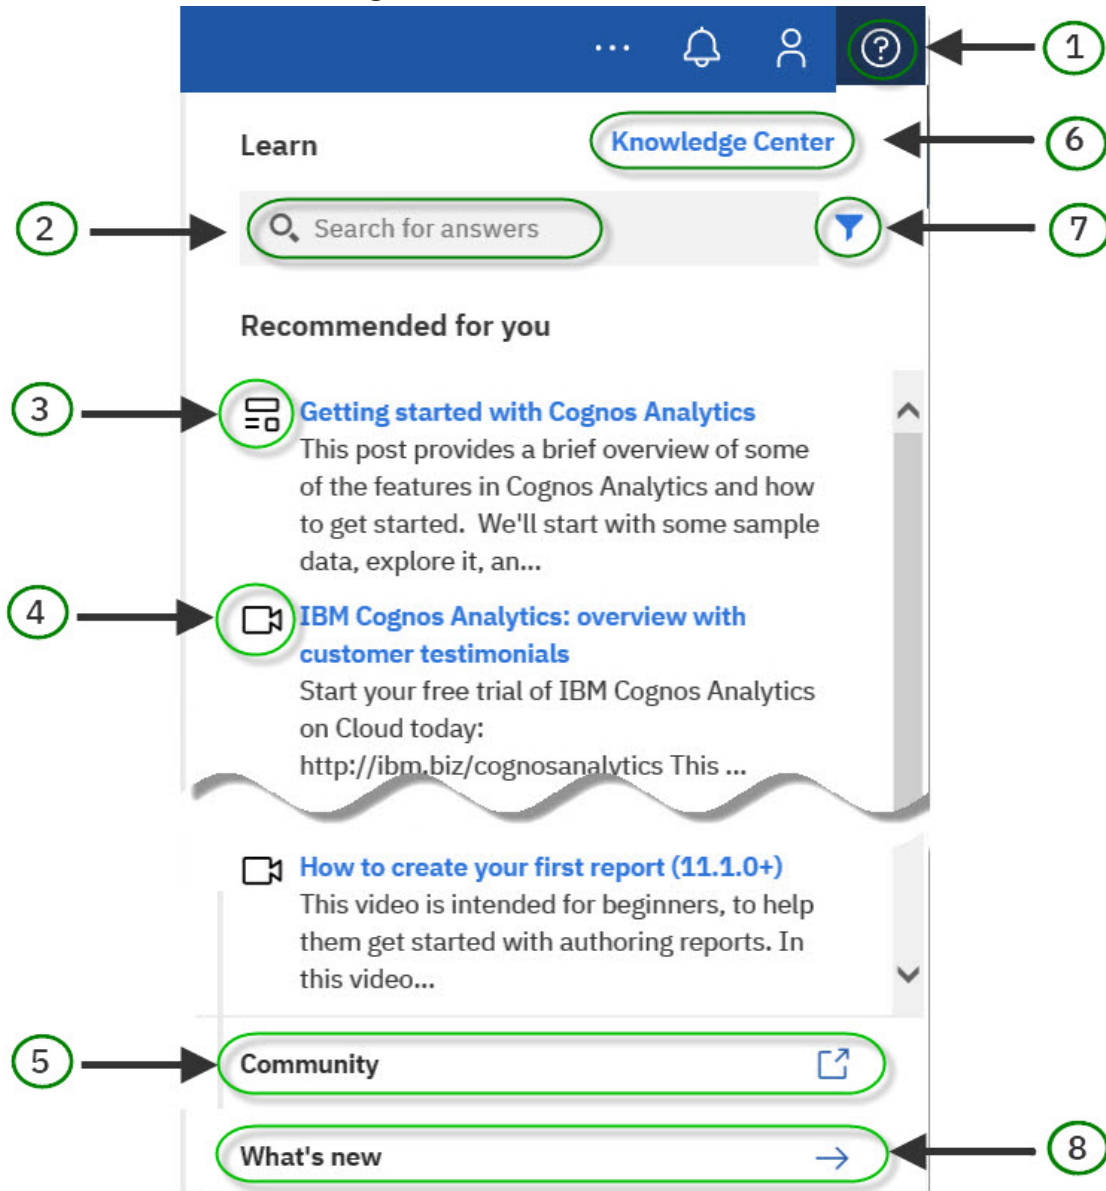 1
Learn
Knowledge Center
6
2
Search for answers
7
Recommended for you
3
Getting started with Cognos Analytics
This post provides a brief overview of some
of the features in Cognos Analytics and how
to get started.  We'll start with some sample
data, explore it, an...
4
IBM Cognos Analytics: overview with
customer testimonials
Start your free trial of IBM Cognos Analytics
on Cloud today:
http://ibm.biz/cognosanalytics This ...
How to create your first report (11.1.0+)
This video is intended for beginners, to help
them get started with authoring reports. In
this video...
5
Community
What's new
8